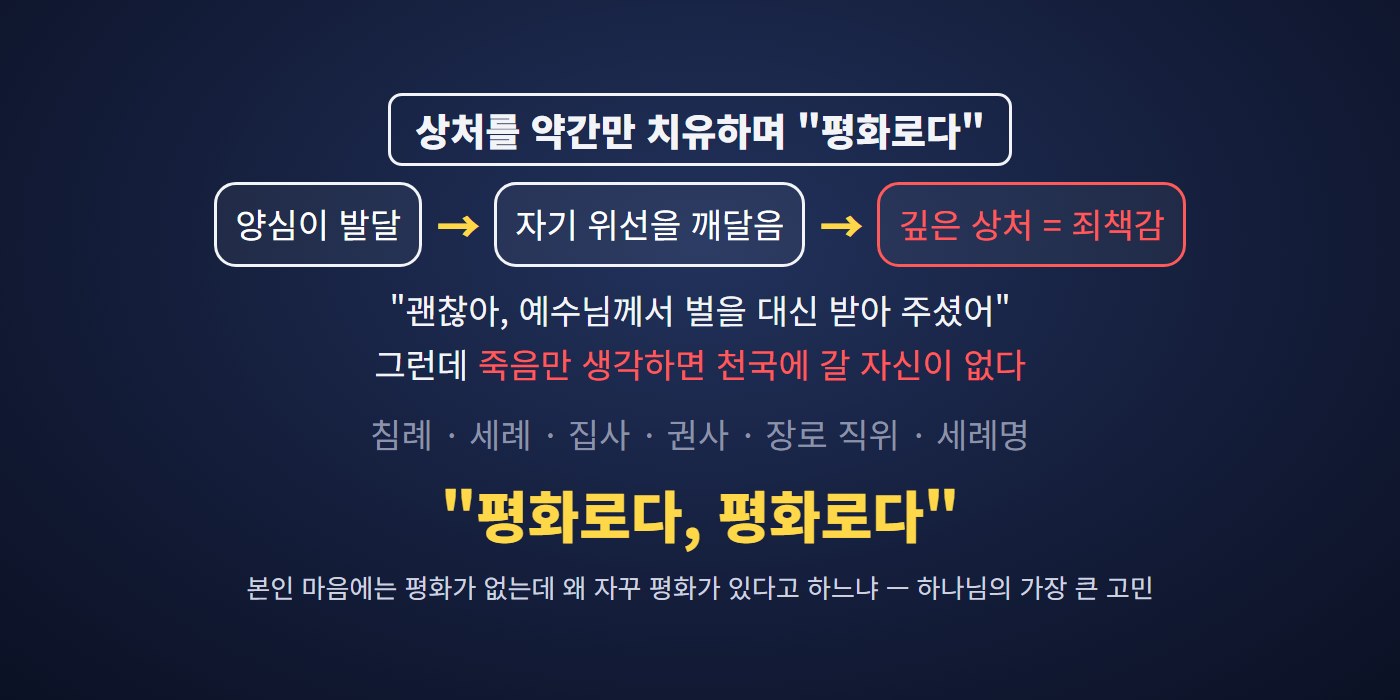 상처를 약간만 치유하며 "평화로다"
양심이 발달 → 자기 위선을 깨달음 → 깊은 상처 = 죄책감
"괜찮아, 예수님께서 벌을 대신 받아 주셨어"
그런데 죽음만 생각하면 천국에 갈 자신이 없다
침례 · 세례 · 집사 · 권사 · 장로 직위 · 세례명
"평화로다, 평화로다"
본인 마음에는 평화가 없는데 왜 자꾸 평화가 있다고 하느냐 — 하나님의 가장 큰 고민